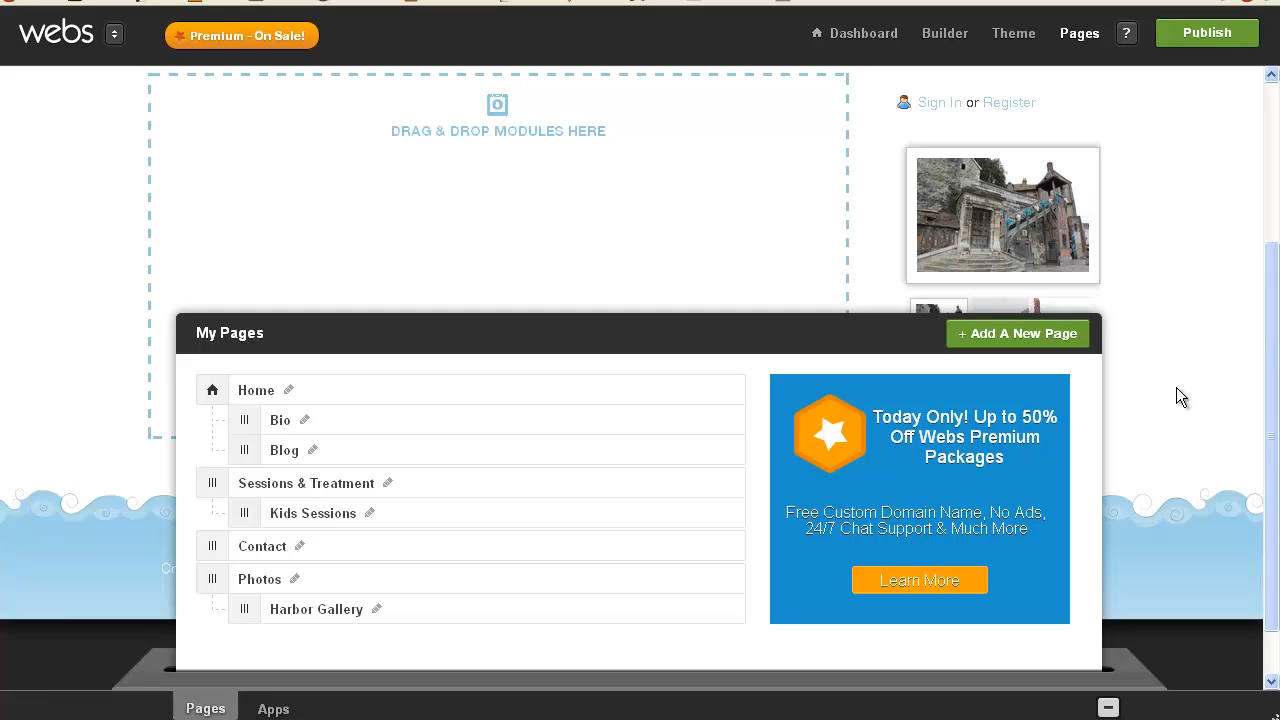 webs
Premium - On Sale!
Dashboard
Builder
Theme
Pages
?
Publish
DRAG & DROP MODULES HERE
Sign In or Register
My Pages
+ Add A New Page
Home
Bio
Blog
Sessions & Treatment
Kids Sessions
Contact
Photos
Harbor Gallery
Today Only! Up to 50%
Off Webs Premium
Packages
Free Custom Domain Name, No Ads,
24/7 Chat Support & Much More
Learn More
Pages
Apps